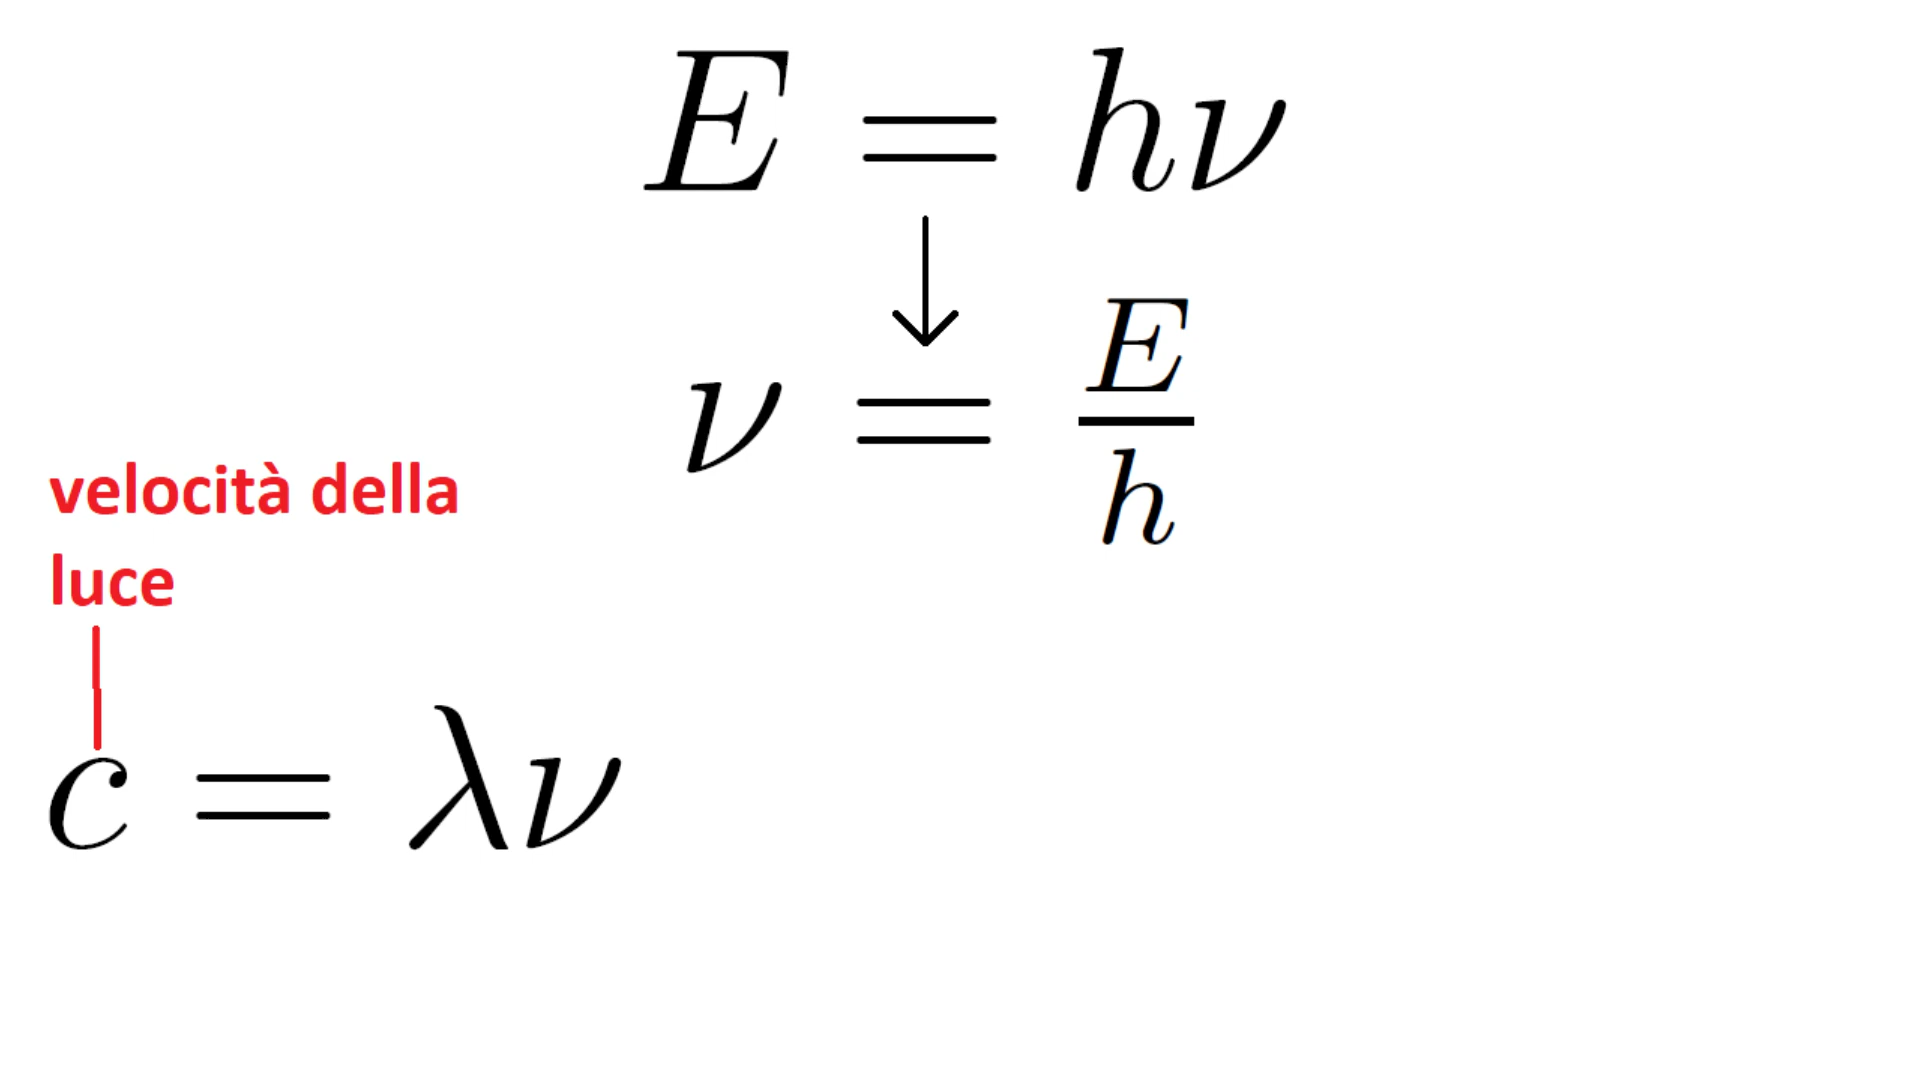 E = hν
ν = E/h
velocità della
luce
c = λν